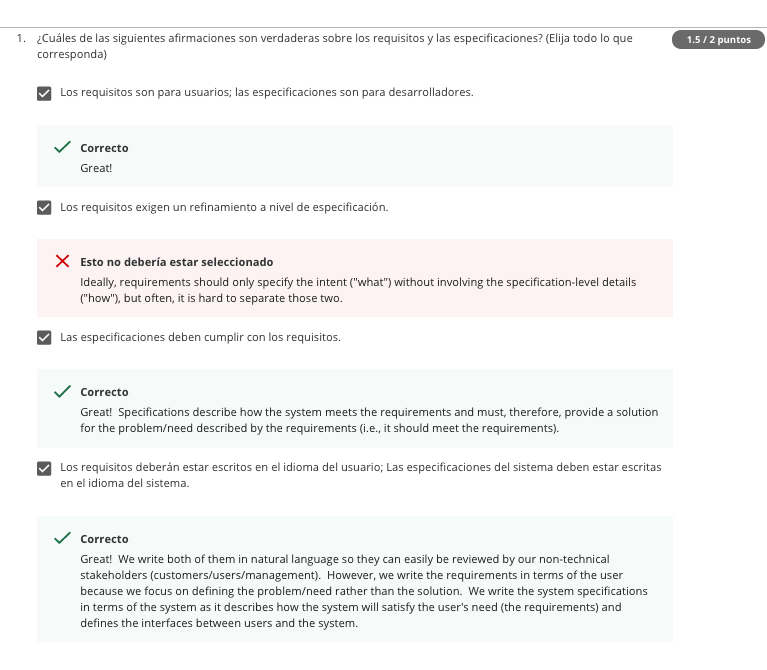 1. ¿Cuáles de las siguientes afirmaciones son verdaderas sobre los requisitos y las especificaciones? (Elija todo lo que
corresponda)
1.5 / 2 puntos
Los requisitos son para usuarios; las especificaciones son para desarrolladores.
Correcto
Great!
Los requisitos exigen un refinamiento a nivel de especificación.
Esto no debería estar seleccionado
Ideally, requirements should only specify the intent ("what") without involving the specification-level details
("how"), but often, it is hard to separate those two.
Las especificaciones deben cumplir con los requisitos.
Correcto
Great!  Specifications describe how the system meets the requirements and must, therefore, provide a solution
for the problem/need described by the requirements (i.e., it should meet the requirements).
Los requisitos deberán estar escritos en el idioma del usuario; Las especificaciones del sistema deben estar escritas
en el idioma del sistema.
Correcto
Great!  We write both of them in natural language so they can easily be reviewed by our non-technical
stakeholders (customers/users/management).  However, we write the requirements in terms of the user
because we focus on defining the problem/need rather than the solution.  We write the system specifications
in terms of the system as it describes how the system will satisfy the user's need (the requirements) and
defines the interfaces between users and the system.